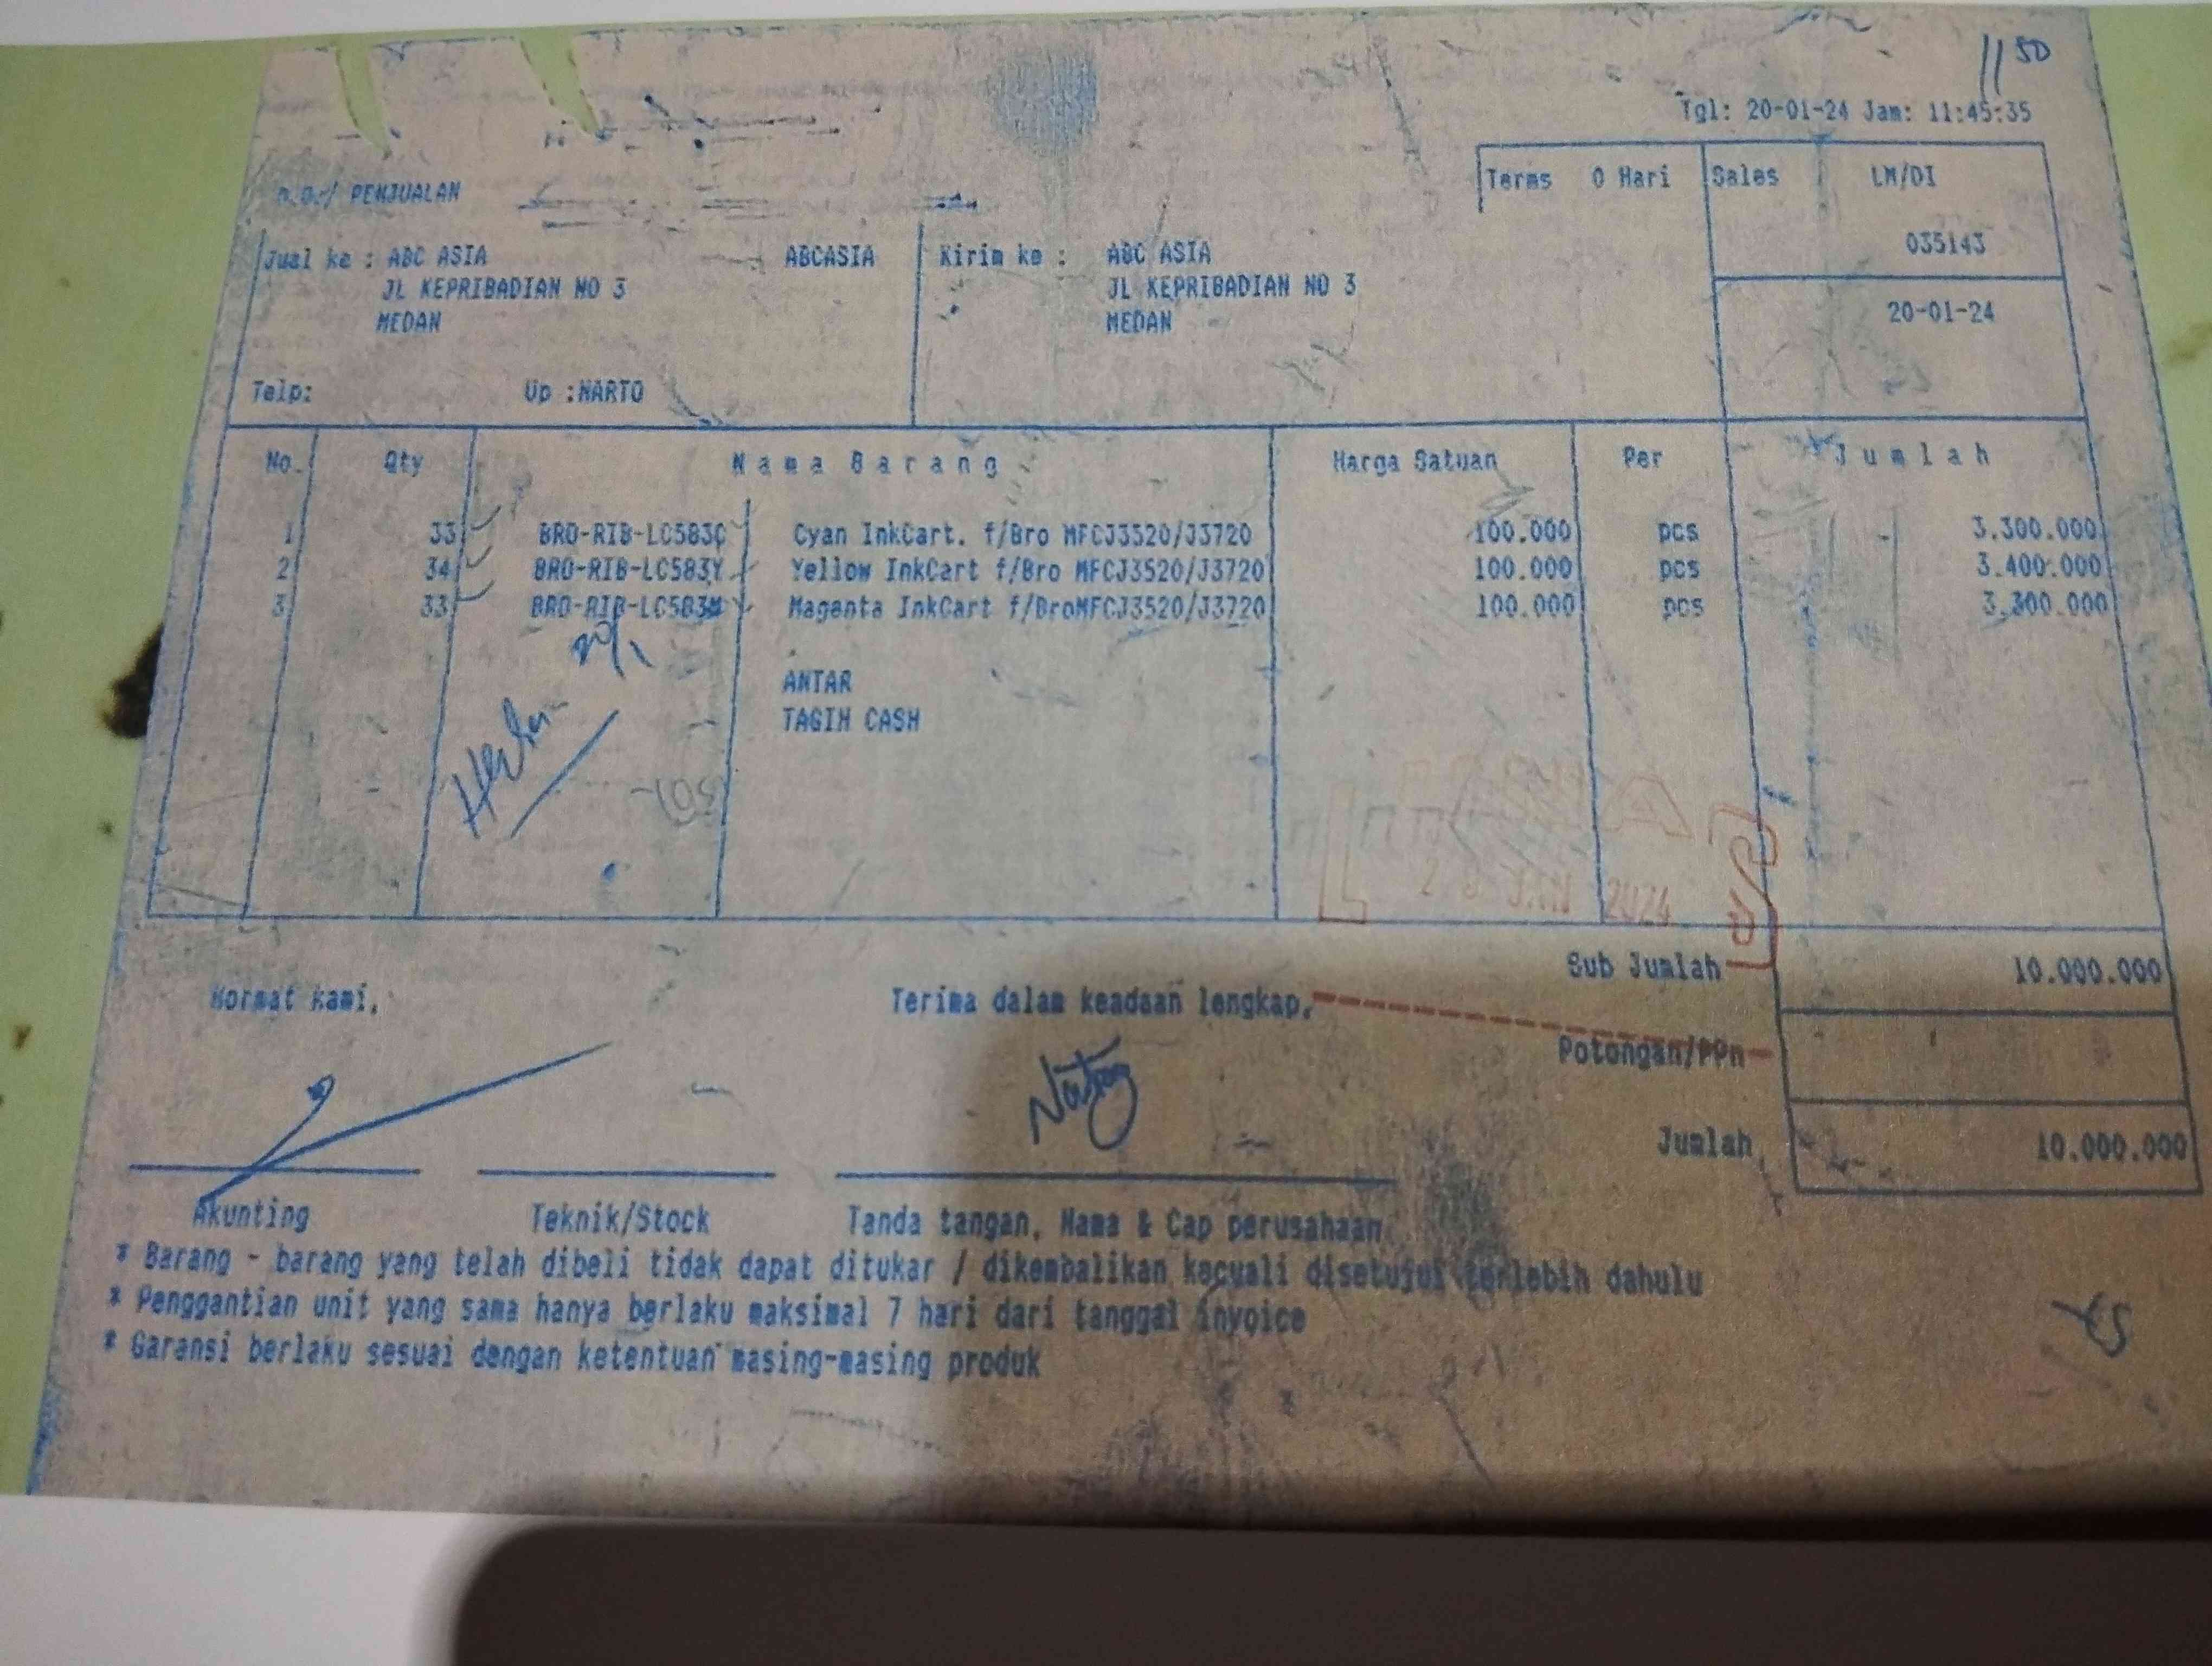 11 50
Tgl: 20-01-24 Jam: 11:45:35
PENJUALAN
Terms 0 Hari Sales LM/DI
035143
20-01-24
Jual ke : ABC ASIA ABCASIA
JL KEPRIBADIAN NO 3
MEDAN
Kirim ke : ABC ASIA
JL KEPRIBADIAN NO 3
MEDAN
Telp: Up :NARTO
No. Qty Nama Barang Harga Satuan Per Jumlah
1 33 BRO-RIB-LC583C Cyan InkCart. f/Bro MFCJ3520/J3720 100.000 pcs 3.300.000
2 34 BRO-RIB-LC583Y Yellow InkCart f/Bro MFCJ3520/J3720 100.000 pcs 3.400.000
3 33 BRO-RIB-LC583M Magenta InkCart f/BroMFCJ3520/J3720 100.000 pcs 3.300.000
20/1
ANTAR
TAGIH CASH
JAN 2024
Sub Jumlah 10.000.000
Hormat kami, Terima dalam keadaan lengkap,
Potongan/PPn
Jumlah 10.000.000
Akunting Teknik/Stock Tanda tangan, Nama & Cap perusahaan
* Barang - barang yang telah dibeli tidak dapat ditukar / dikembalikan kecuali disetujui terlebih dahulu
* Penggantian unit yang sama hanya berlaku maksimal 7 hari dari tanggal invoice
* Garansi berlaku sesuai dengan ketentuan masing-masing produk